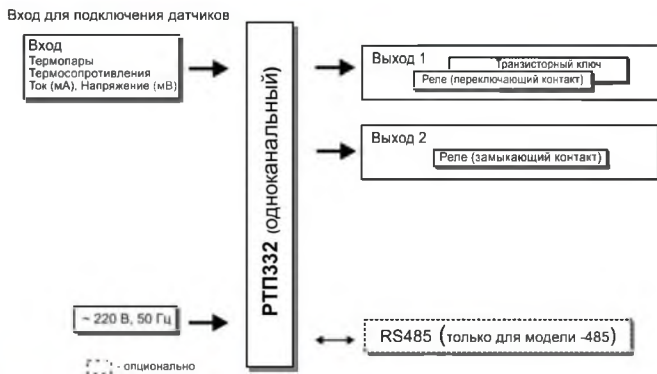 Вход для подключения датчиков
Вход
Термопары
Термосопротивления
Ток (мА), Напряжение (мВ)
~ 220 В, 50 Гц
- опционально
РТП332 (одноканальный)
Выход 1
Транзисторный ключ
Реле (переключающий контакт)
Выход 2
Реле (замыкающий контакт)
RS485 (только для модели -485)